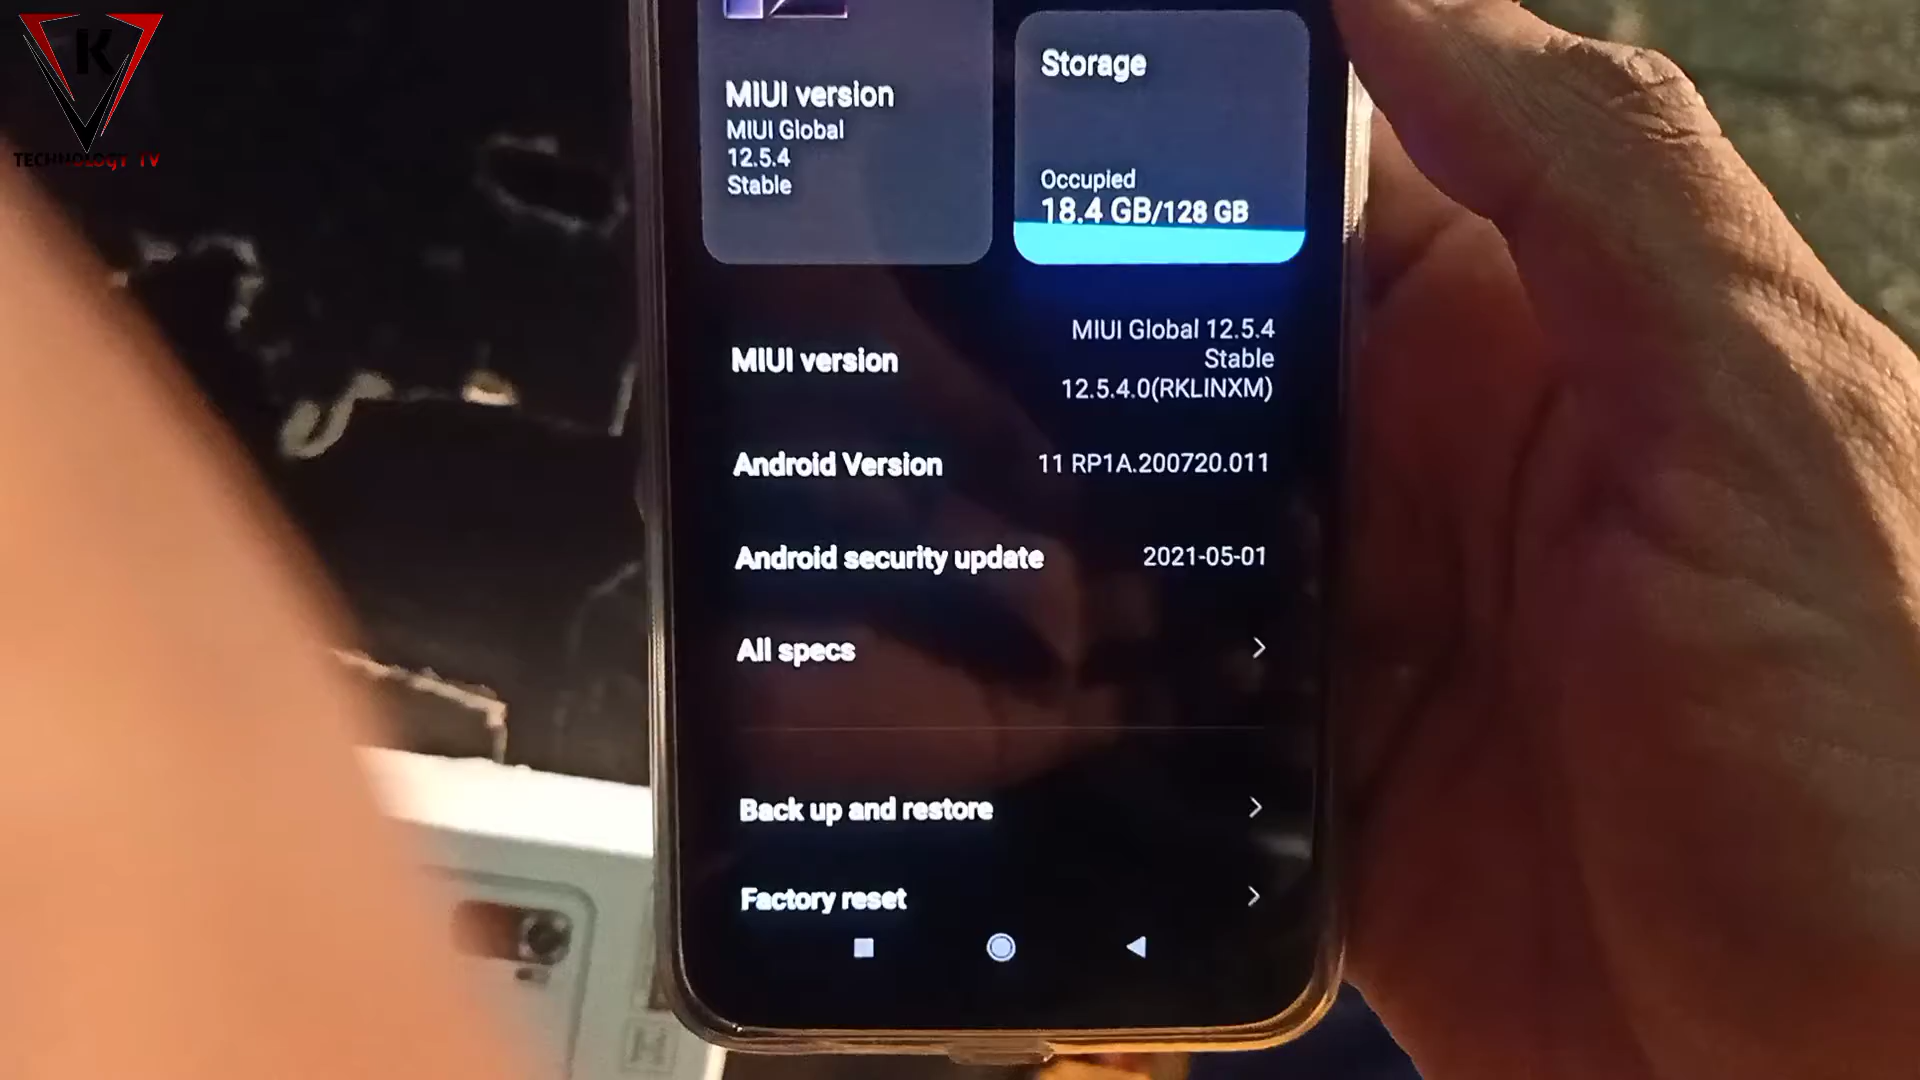 K
TECHNOLOGY TV
MIUI version
MIUI Global
12.5.4
Stable
Storage
Occupied
18.4 GB/128 GB
MIUI version
MIUI Global 12.5.4
Stable
12.5.4.0(RKLINXM)
Android Version
11 RP1A.200720.011
Android security update
2021-05-01
All specs
Back up and restore
Factory reset